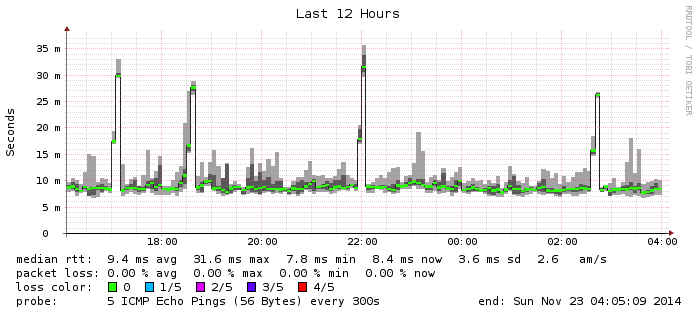 Last 12 Hours
RRDTOOL / TOBI OETIKER
Seconds
35 m
30 m
25 m
20 m
15 m
10 m
5 m
0
18:00 20:00 22:00 00:00 02:00 04:00
median rtt: 9.4 ms avg 31.6 ms max 7.8 ms min 8.4 ms now 3.6 ms sd 2.6 am/s
packet loss: 0.00 % avg 0.00 % max 0.00 % min 0.00 % now
loss color: 0 1/5 2/5 3/5 4/5
probe: 5 ICMP Echo Pings (56 Bytes) every 300s end: Sun Nov 23 04:05:09 2014